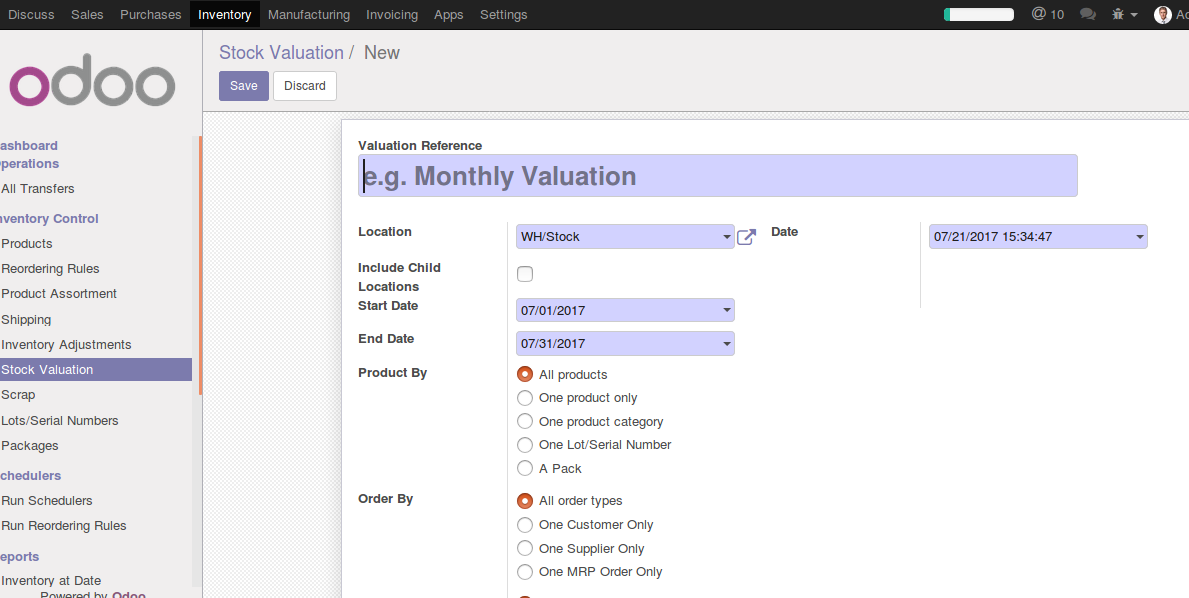 Discuss Sales Purchases Inventory Manufacturing Invoicing Apps Settings @ 10
odoo
Stock Valuation / New
Save Discard
ashboard
perations
All Transfers
nventory Control
Products
Reordering Rules
Product Assortment
Shipping
Inventory Adjustments
Stock Valuation
Scrap
Lots/Serial Numbers
Packages
chedulers
Run Schedulers
Run Reordering Rules
eports
Inventory at Date
Powered by Odoo
Valuation Reference
e.g. Monthly Valuation
Location WH/Stock
Date 07/21/2017 15:34:47
Include Child
Locations
Start Date 07/01/2017
End Date 07/31/2017
Product By
All products
One product only
One product category
One Lot/Serial Number
A Pack
Order By
All order types
One Customer Only
One Supplier Only
One MRP Order Only